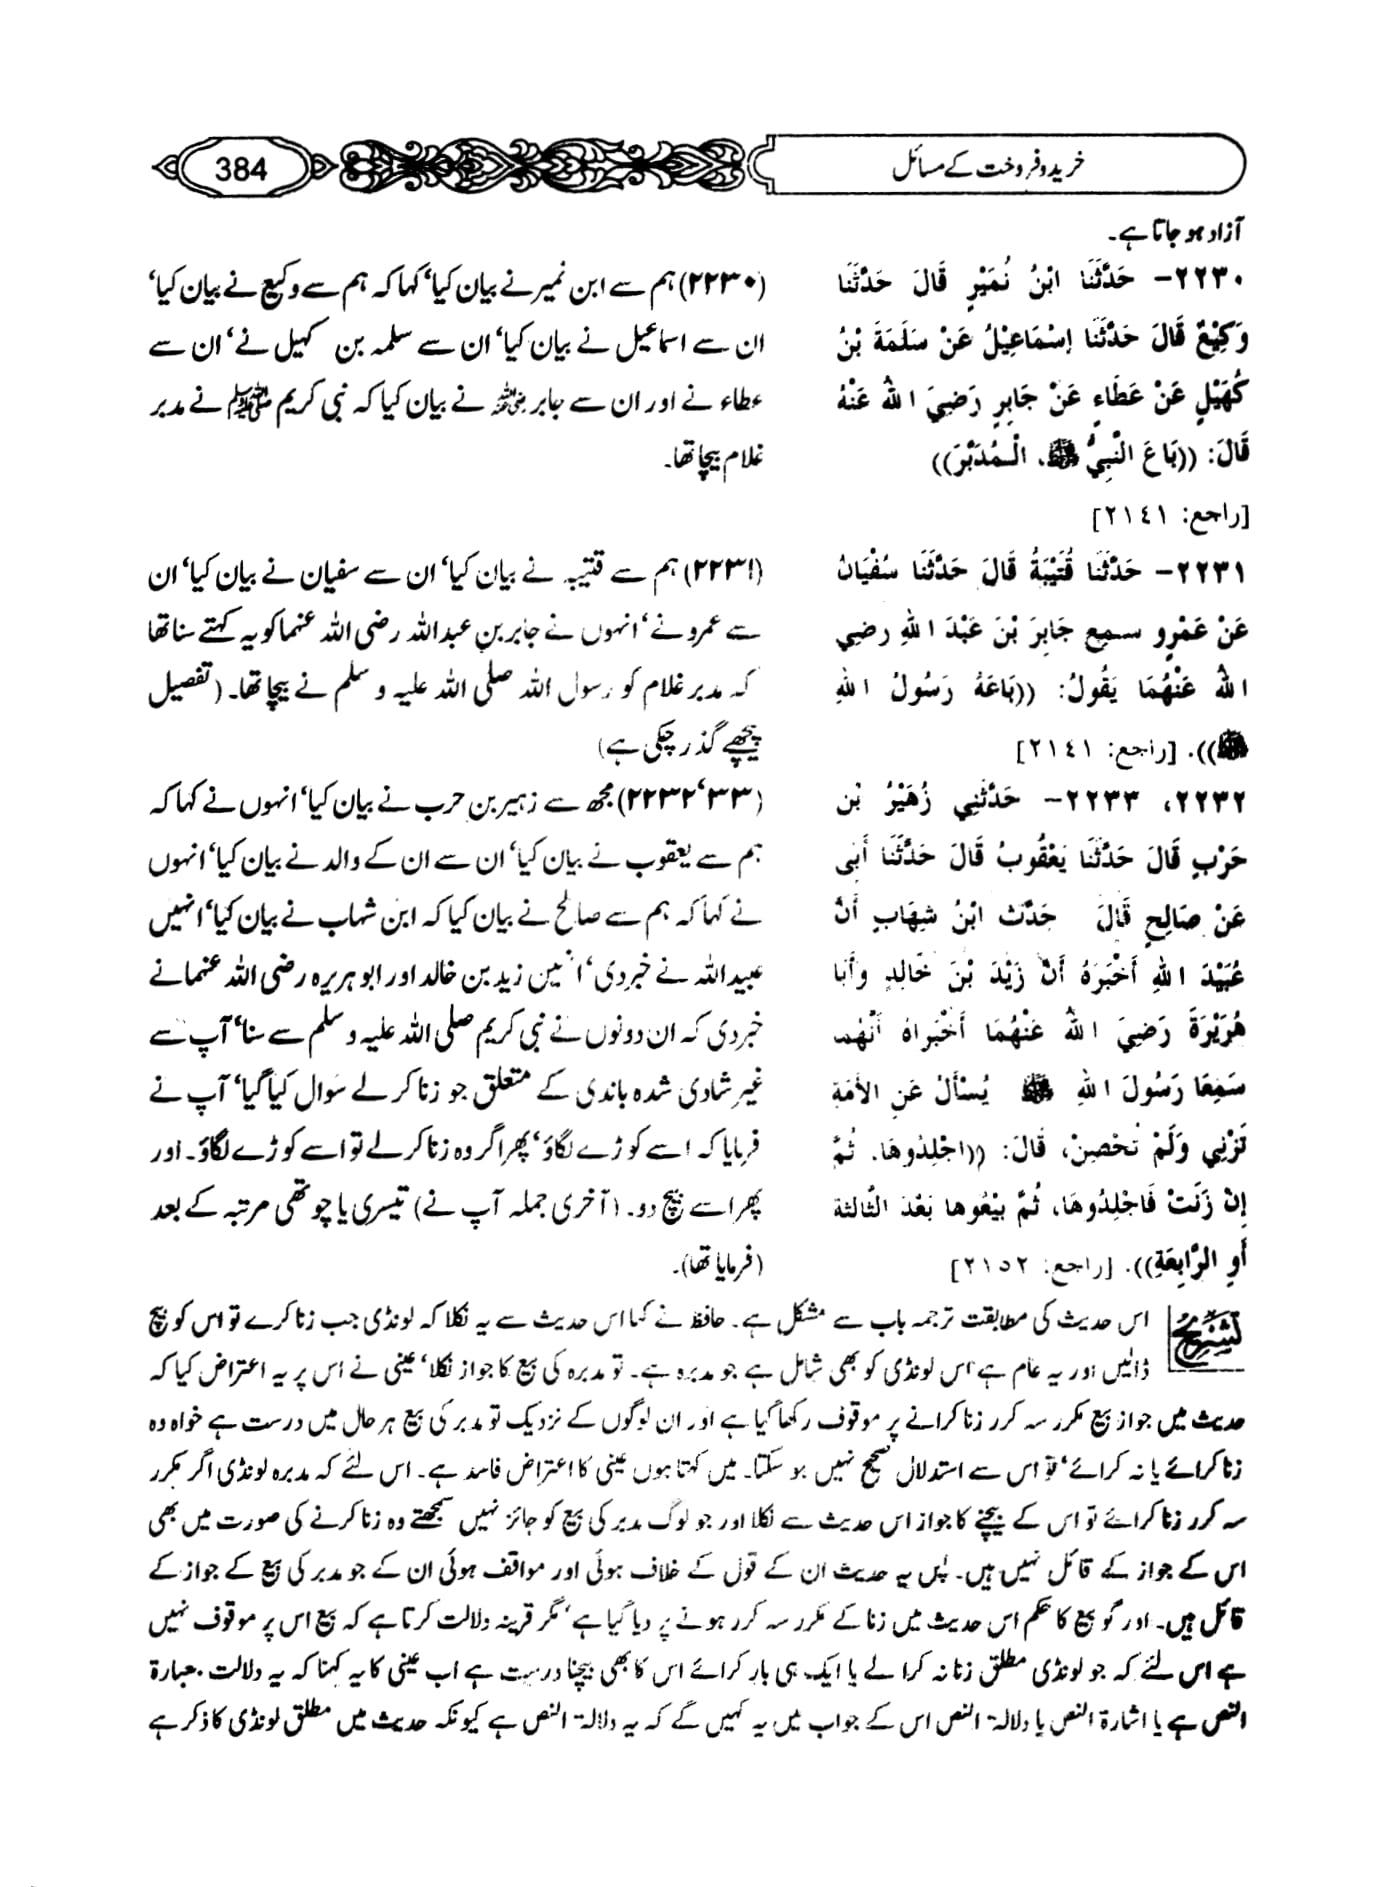 خرید و فروخت کے مسائل
384
آزاد ہو جاتا ہے۔
٢٢٣٠- حَدَّثَنَا ابْنُ نُمَيْرٍ قَالَ حَدَّثَنَا
وَكِيْعٌ قَالَ حَدَّثَنَا إِسْمَاعِيْلُ عَنْ سَلَمَةَ بْنُ
كُهَيْلٍ عَنْ عَطَاءٍ عَنْ جَابِرٍ رَضِيَ اللهُ عَنْهُ
قَالَ: ((بَاعَ النَّبِيُّ ﷺ، الْـمُدَبَّرَ))
[راجع: ٢١٤١]
(۲۲۳۰) ہم سے ابن نمیر نے بیان کیا‘ کہا کہ ہم سے وکیع نے بیان کیا‘
ان سے اسماعیل نے بیان کیا‘ ان سے سلمہ بن کہیل نے‘ ان سے
عطاء نے اور ان سے جابر رضی اللہ عنہ نے بیان کیا کہ نبی کریم ﷺ نے مدبر
غلام بیچا تھا۔
٢٢٣١- حَدَّثَنَا قُتَيْبَةُ قَالَ حَدَّثَنَا سُفْيَانُ
عَنْ عَمْرٍو سـمِع جَابِرَ بْنَ عَبْدَ اللهِ رضِي
اللهُ عَنْهُمَا يَقُولُ: ((بَاعَهُ رَسُولُ اللهِ
ﷺ)). [راجع: ٢١٤١]
(۲۲۳۱) ہم سے قتیبہ نے بیان کیا‘ ان سے سفیان نے بیان کیا‘ ان
سے عمرو نے‘ انہوں نے جابر بن عبداللہ رضی اللہ عنہما کو یہ کہتے سنا تھا
کہ مدبر غلام کو رسول اللہ صلی اللہ علیہ و سلم نے بیچا تھا۔ (تفصیل
پیچھے گذر چکی ہے)
٢٢٣٢، ٢٢٣٣- حَدَّثَنِي زُهَيْرُ بْن
حَرْبٍ قَالَ حَدَّثَنَا يَعْقُوبُ قَالَ حَدَّثَنَا أَبِي
عَنْ صَالِحٍ قَالَ حَدَّثَ ابْنُ شِهَابٍ أَنَّ
عُبَيْدَ اللهِ أَخْبَرَهُ أَنَّ زَيْدَ بْنَ خَالِدٍ وَأَبَا
هُرَيْرَةَ رَضِيَ اللهُ عَنْهُمَا أَخْبَراهُ أَنَّهُما
سَمِعَا رَسُولَ اللهِ ﷺ يُسْأَلُ عَنِ الأَمَةِ
تَزْنِي وَلَمْ تُحْصِنْ، قَالَ: ((اجْلِدُوهَا، ثُمَّ
إِنْ زَنَتْ فَاجْلِدُوهَا، ثُمَّ بِيْعُوها بَعْدَ الثَّالثة
أَوِ الرَّابِعَةِ)). [راجع: ٢١٥٢]
(۲۲۳۲‘۳۳) مجھ سے زہیر بن حرب نے بیان کیا‘ انہوں نے کہا کہ
ہم سے یعقوب نے بیان کیا‘ ان سے ان کے والد نے بیان کیا‘ انہوں
نے کہا کہ ہم سے صالح نے بیان کیا کہ ابن شہاب نے بیان کیا‘ انہیں
عبیداللہ نے خبر دی‘ انہیں زید بن خالد اور ابو ہریرہ رضی اللہ عنہما نے
خبر دی کہ ان دونوں نے نبی کریم صلی اللہ علیہ و سلم سے سنا‘ آپ سے
غیر شادی شدہ باندی کے متعلق جو زنا کر لے سوال کیا گیا‘ آپ نے
فرمایا کہ اسے کوڑے لگاؤ‘ پھر اگر وہ زنا کر لے تو اسے کوڑے لگاؤ۔ اور
پھر اسے بیچ دو۔ (آخری جملہ آپ نے) تیسری یا چوتھی مرتبہ کے بعد
(فرمایا تھا)۔
تشریح اس حدیث کی مطابقت ترجمہ باب سے مشکل ہے۔ حافظ نے کہا اس حدیث سے یہ نکلا کہ لونڈی جب زنا کرے تو اس کو بیچ
ڈالیں اور یہ عام ہے اس لونڈی کو بھی شامل ہے جو مدبرہ ہے۔ تو مدبرہ کی بیع کا جواز نکلا‘ عینی نے اس پر یہ اعتراض کیا کہ
حدیث میں جواز بیع مکرر سہ کرر زنا کرانے پر موقوف رکھا گیا ہے اور ان لوگوں کے نزدیک تو مدبر کی بیع ہر حال میں درست ہے خواہ وہ
زنا کرائے یا نہ کرائے‘ تو اس سے استدلال صحیح نہیں ہو سکتا۔ میں کہتا ہوں عینی کا اعتراض فاسد ہے۔ اس لئے کہ مدبرہ لونڈی اگر مکرر
سہ کرر زنا کرائے تو اس کے بیچنے کا جواز اس حدیث سے نکلا اور جو لوگ مدبر کی بیع کو جائز نہیں سمجھتے وہ زنا کرنے کی صورت میں بھی
اس کے جواز کے قائل نہیں ہیں۔ پس یہ حدیث ان کے قول کے خلاف ہوئی اور موافق ہوئی ان کے جو مدبر کی بیع کے جواز کے
قائل ہیں۔ اور گو بیع کا حکم اس حدیث میں زنا کے مکرر سہ کرر ہونے پر دیا گیا ہے‘ مگر قرینہ دلالت کرتا ہے کہ بیع اس پر موقوف نہیں
ہے اس لئے کہ جو لونڈی مطلق زنا نہ کرا لے یا ایک ہی بار کرائے اس کا بھی بیچنا درست ہے اب عینی کا یہ کہنا کہ یہ دلالت بعبارۃ
النص ہے یا اشارۃ النص یا دلالۃ النص اس کے جواب میں یہ کہیں گے کہ یہ دلالۃ النص ہے کیونکہ حدیث میں مطلق لونڈی کا ذکر ہے